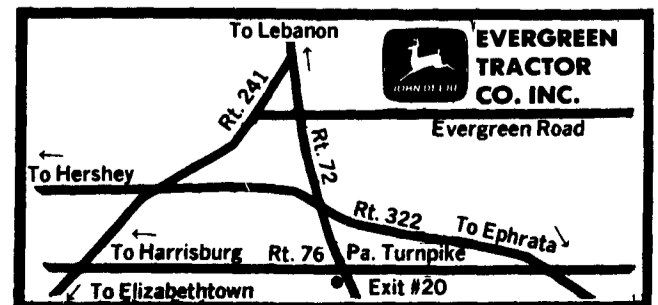 To Lebanon
EVERGREEN
TRACTOR
CO. INC.
JOHN DEERE
Rt. 241
Evergreen Road
Rt. 72
To Hershey
Rt. 322
To Ephrata
To Harrisburg
Rt. 76
Pa. Turnpike
Exit #20
To Elizabethtown